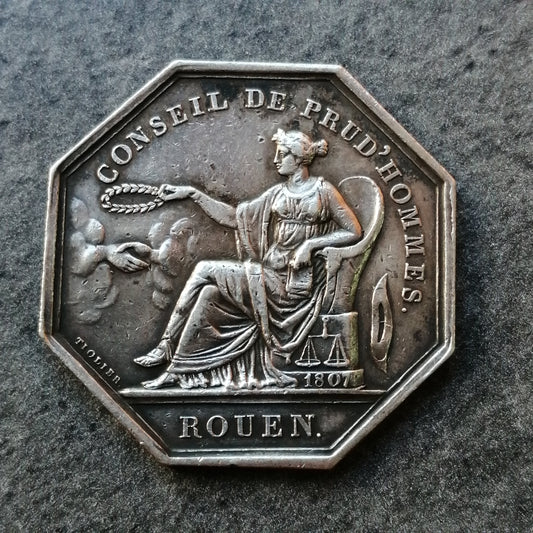 CONSEIL DE PRUD'HOMMES.
TIOLIER
1807
ROUEN.